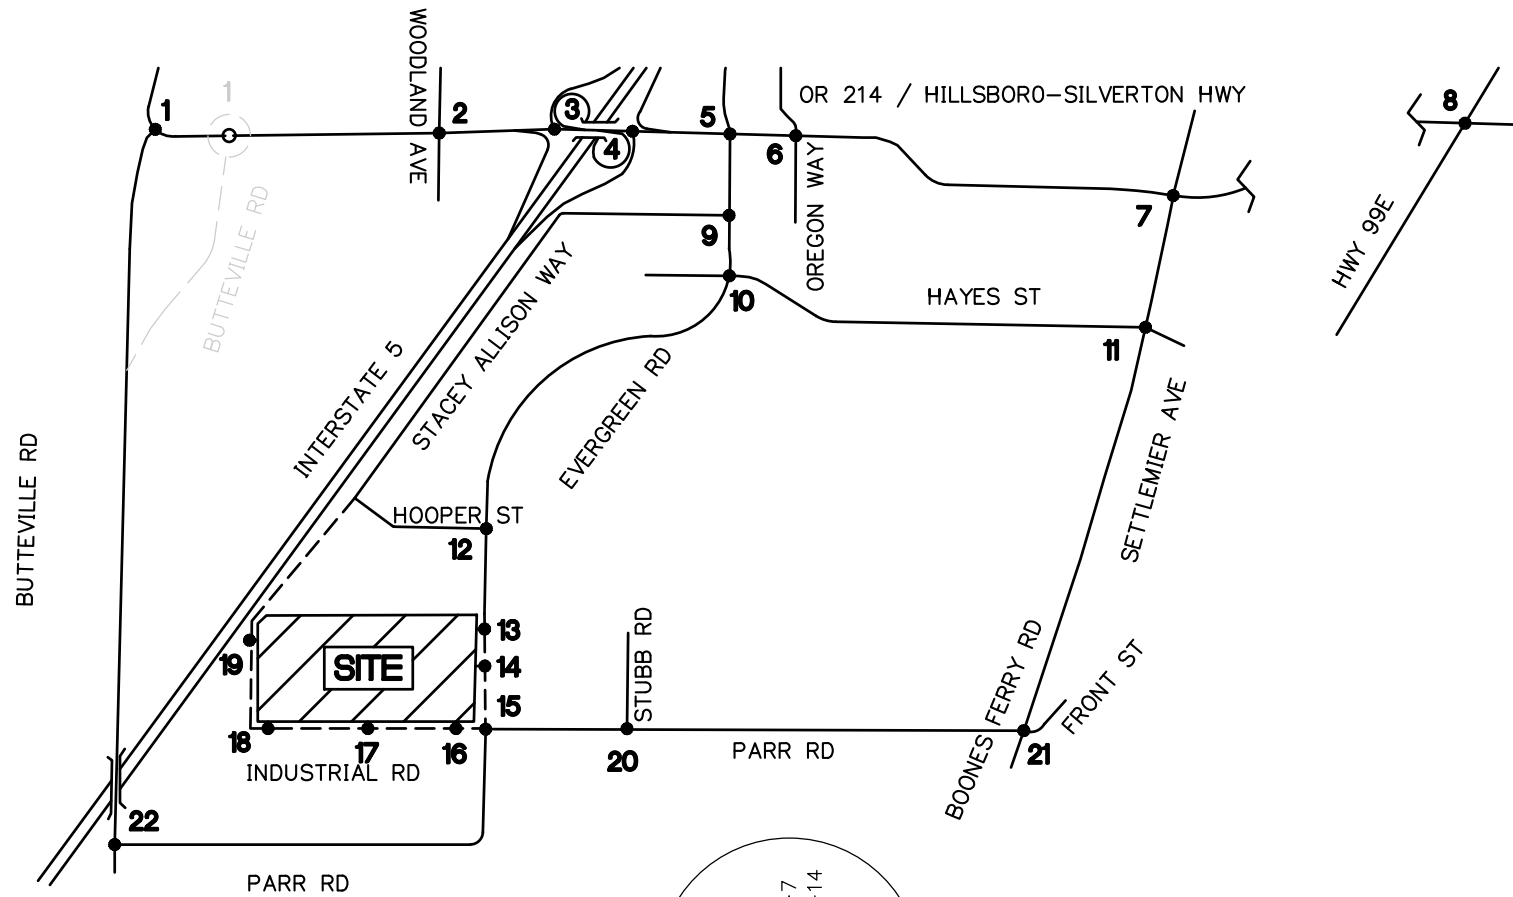 WOODLAND AVE
1
1
2
3
4
5
6
OR 214 / HILLSBORO-SILVERTON HWY
8
OREGON WAY
7
HWY 99E
BUTTEVILLE RD
9
10
HAYES ST
11
INTERSTATE 5
STACEY ALLISON WAY
EVERGREEN RD
SETTLEMIER AVE
BUTTEVILLE RD
HOOPER ST
12
13
14
15
SITE
19
18
17
16
INDUSTRIAL RD
STUBB RD
20
PARR RD
BOONES FERRY RD
FRONT ST
21
22
PARR RD
-7
-14